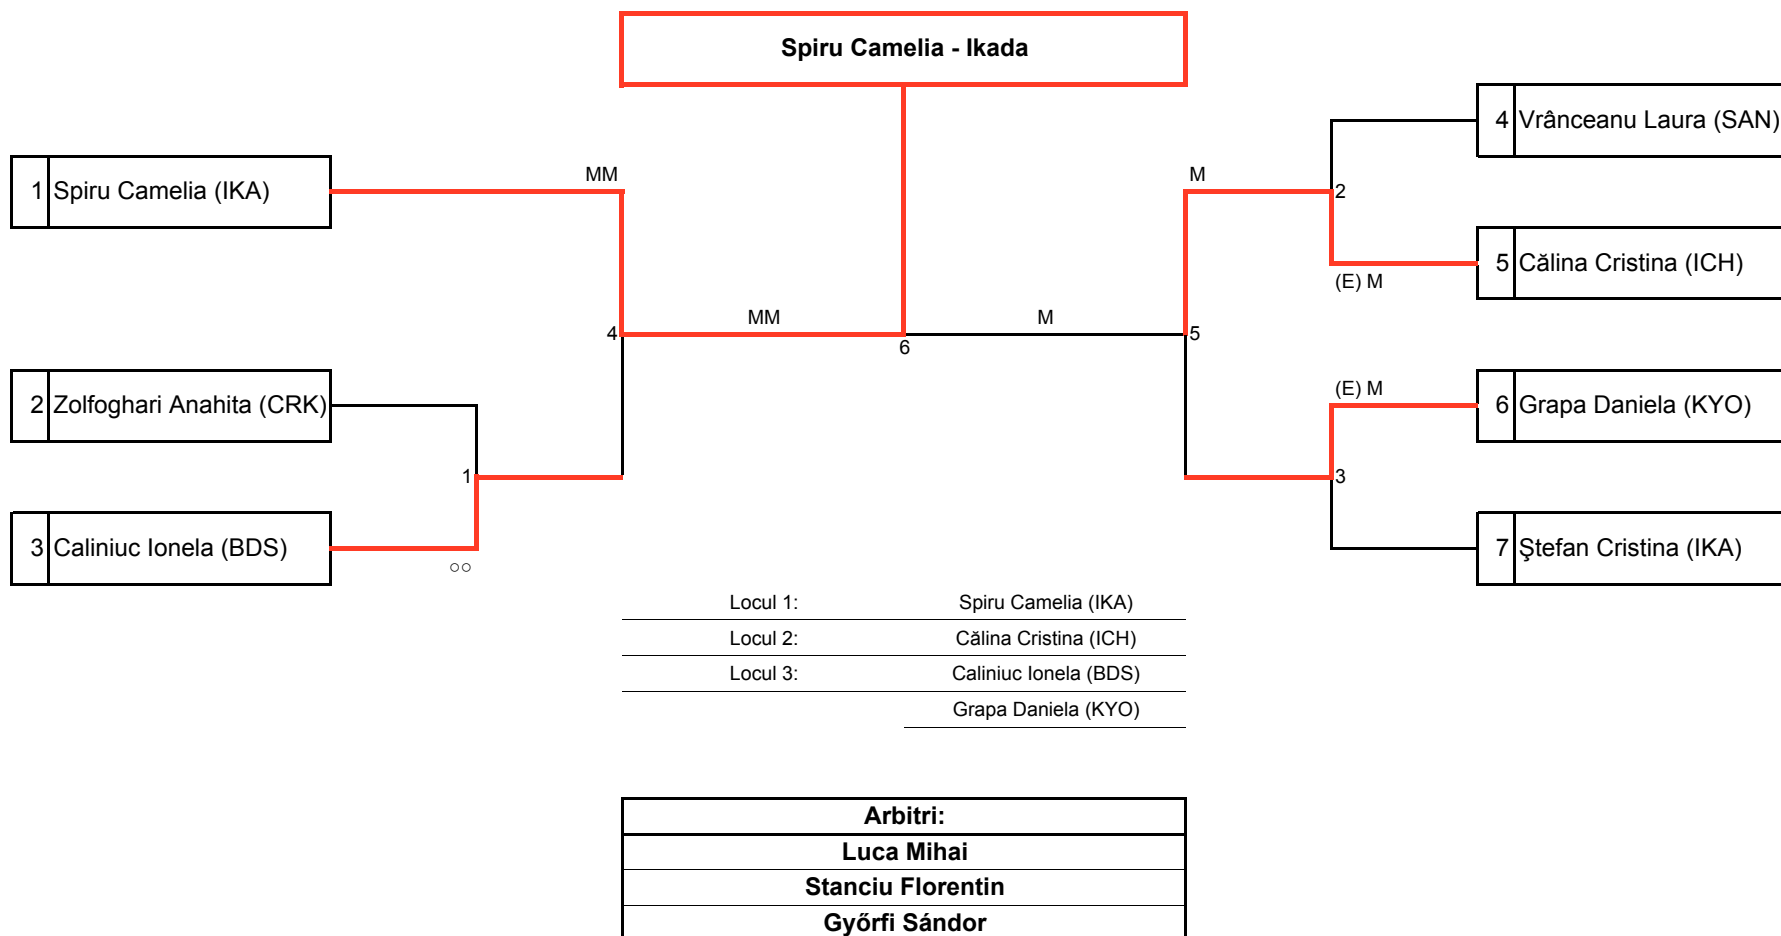 Spiru Camelia - Ikada
4 Vrânceanu Laura (SAN)
MM
M
1 Spiru Camelia (IKA)
2
5 Călina Cristina (ICH)
(E) M
MM
M
4
6
5
(E) M
2 Zolfoghari Anahita (CRK)
6 Grapa Daniela (KYO)
1
3
3 Caliniuc Ionela (BDS)
7 Ştefan Cristina (IKA)
○○
Locul 1: Spiru Camelia (IKA)
Locul 2: Călina Cristina (ICH)
Locul 3: Caliniuc Ionela (BDS)
Grapa Daniela (KYO)
Arbitri:
Luca Mihai
Stanciu Florentin
Győrfi Sándor